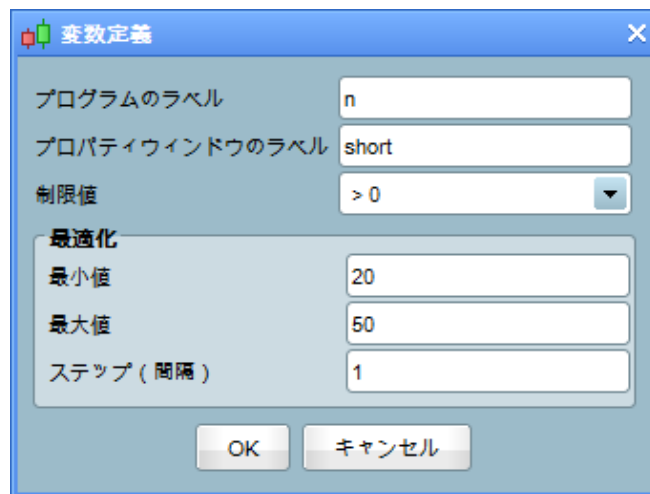 変数定義
プログラムのラベル n
プロパティウィンドウのラベル short
制限値 > 0
最適化
最小値 20
最大値 50
ステップ ( 間隔 ) 1
OK キャンセル